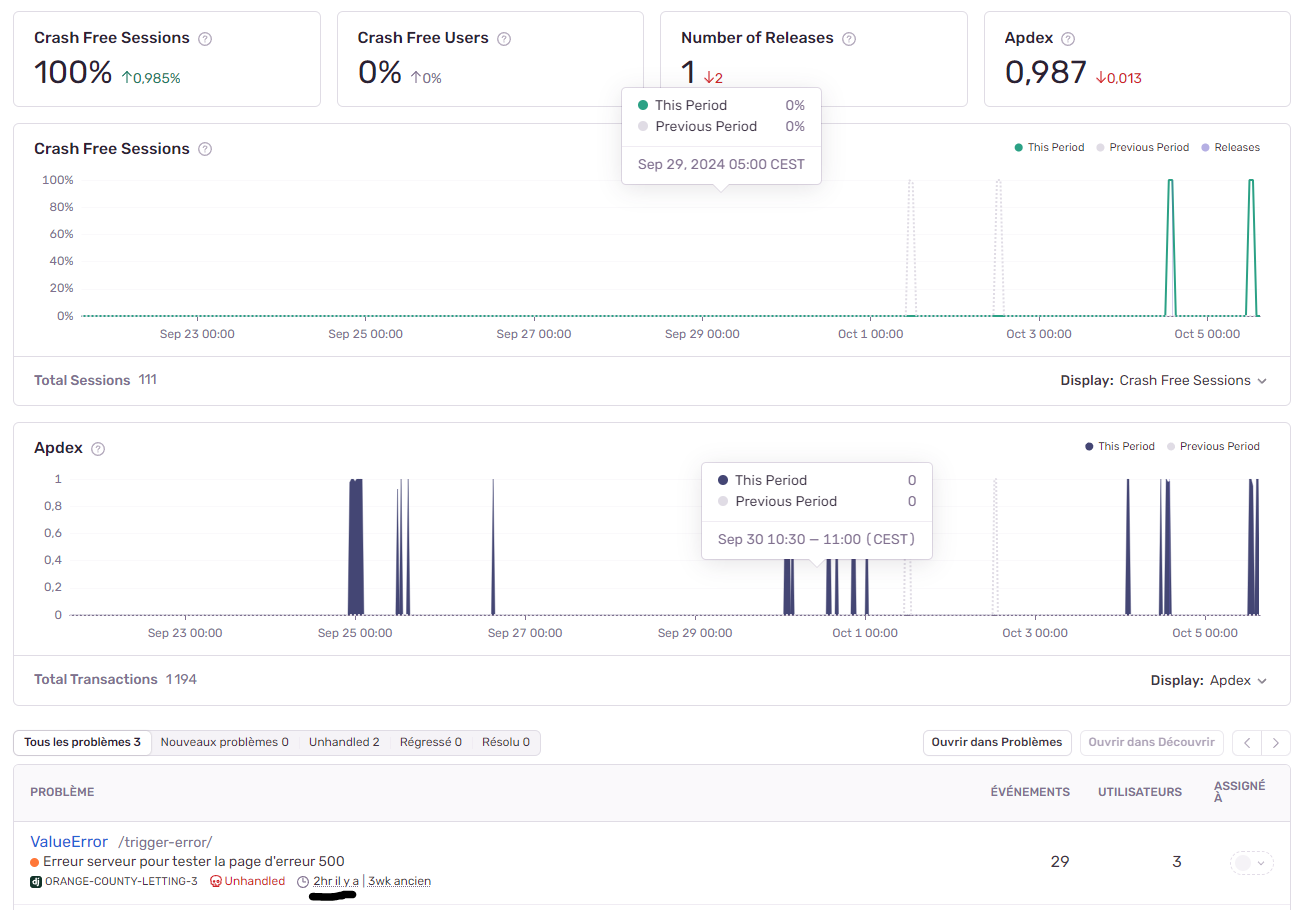 Crash Free Sessions
100% ↑0,985%
Crash Free Users
0% ↑0%
Number of Releases
1 ↓2
Apdex
0,987 ↓0,013
Crash Free Sessions
This Period Previous Period Releases
This Period 0%
Previous Period 0%
Sep 29, 2024 05:00 CEST
100%
80%
60%
40%
20%
0%
Sep 23 00:00 Sep 25 00:00 Sep 27 00:00 Sep 29 00:00 Oct 1 00:00 Oct 3 00:00 Oct 5 00:00
Total Sessions 111
Display: Crash Free Sessions
Apdex
This Period Previous Period
This Period 0
Previous Period 0
Sep 30 10:30 — 11:00 (CEST)
1
0,8
0,6
0,4
0,2
0
Sep 23 00:00 Sep 25 00:00 Sep 27 00:00 Sep 29 00:00 Oct 1 00:00 Oct 3 00:00 Oct 5 00:00
Total Transactions 1 194
Display: Apdex
Tous les problèmes 3 Nouveaux problèmes 0 Unhandled 2 Régressé 0 Résolu 0
Ouvrir dans Problèmes Ouvrir dans Découvrir
PROBLÈME ÉVÉNEMENTS UTILISATEURS ASSIGNÉ
À
ValueError /trigger-error/
Erreur serveur pour tester la page d'erreur 500
29 3
dj ORANGE-COUNTY-LETTING-3 Unhandled 2hr il y a | 3wk ancien